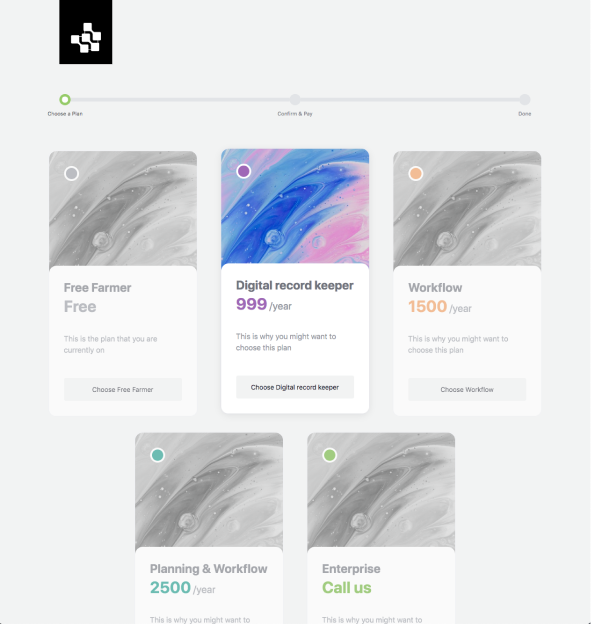 Choose a Plan
Confirm & Pay
Done
Free Farmer
Free
This is the plan that you are
currently on
Choose Free Farmer
Digital record keeper
999 /year
This is why you might want to
choose this plan
Choose Digital record keeper
Workflow
1500 /year
This is why you might want to
choose this plan
Choose Workflow
Planning & Workflow
2500 /year
This is why you might want to
Enterprise
Call us
This is why you might want to